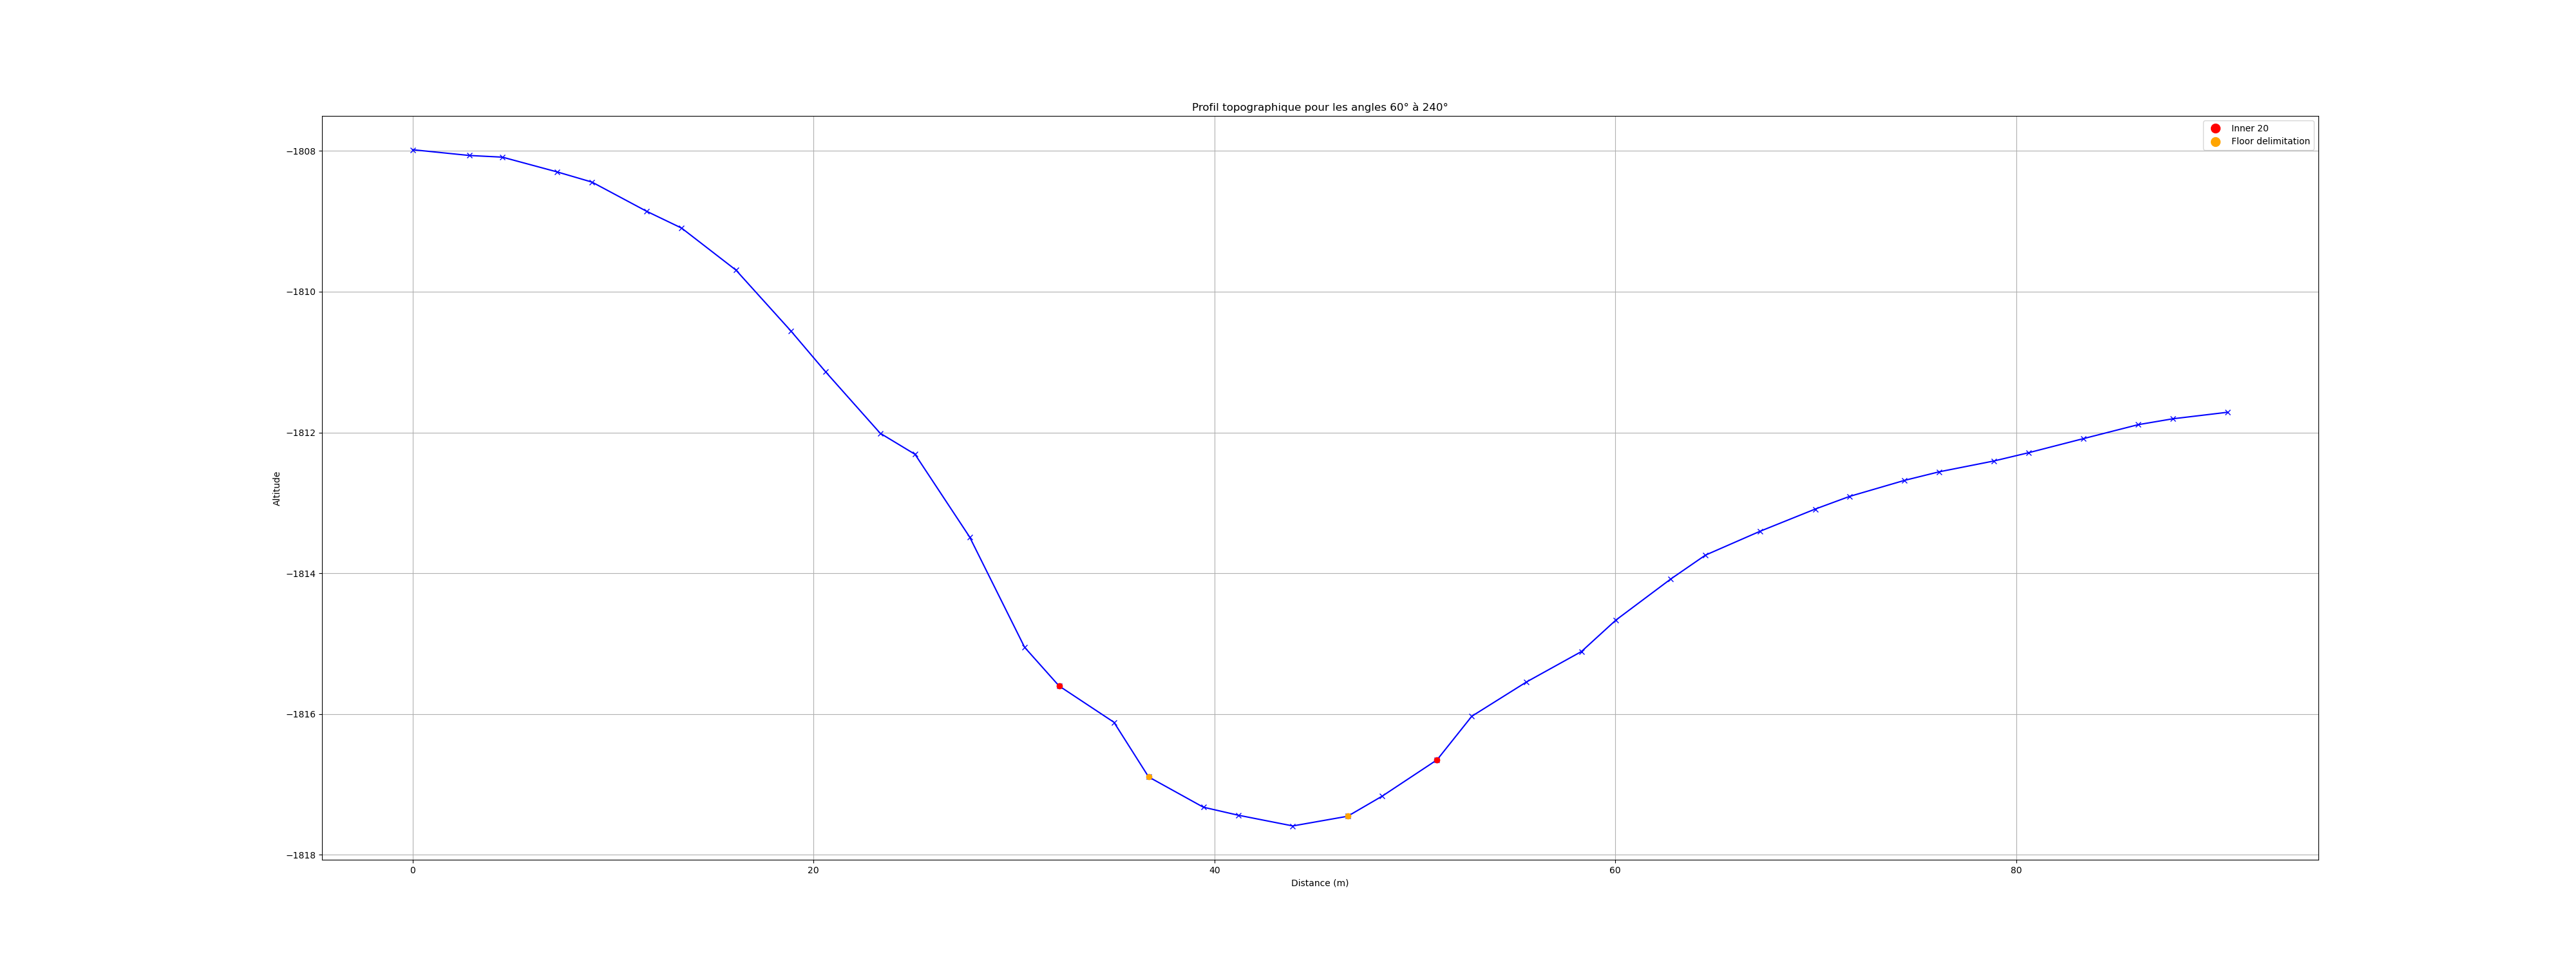 Profil topographique pour les angles 60° à 240°
Inner 20
Floor delimitation
−1808
−1810
−1812
−1814
−1816
−1818
Altitude
0 20 40 60 80
Distance (m)